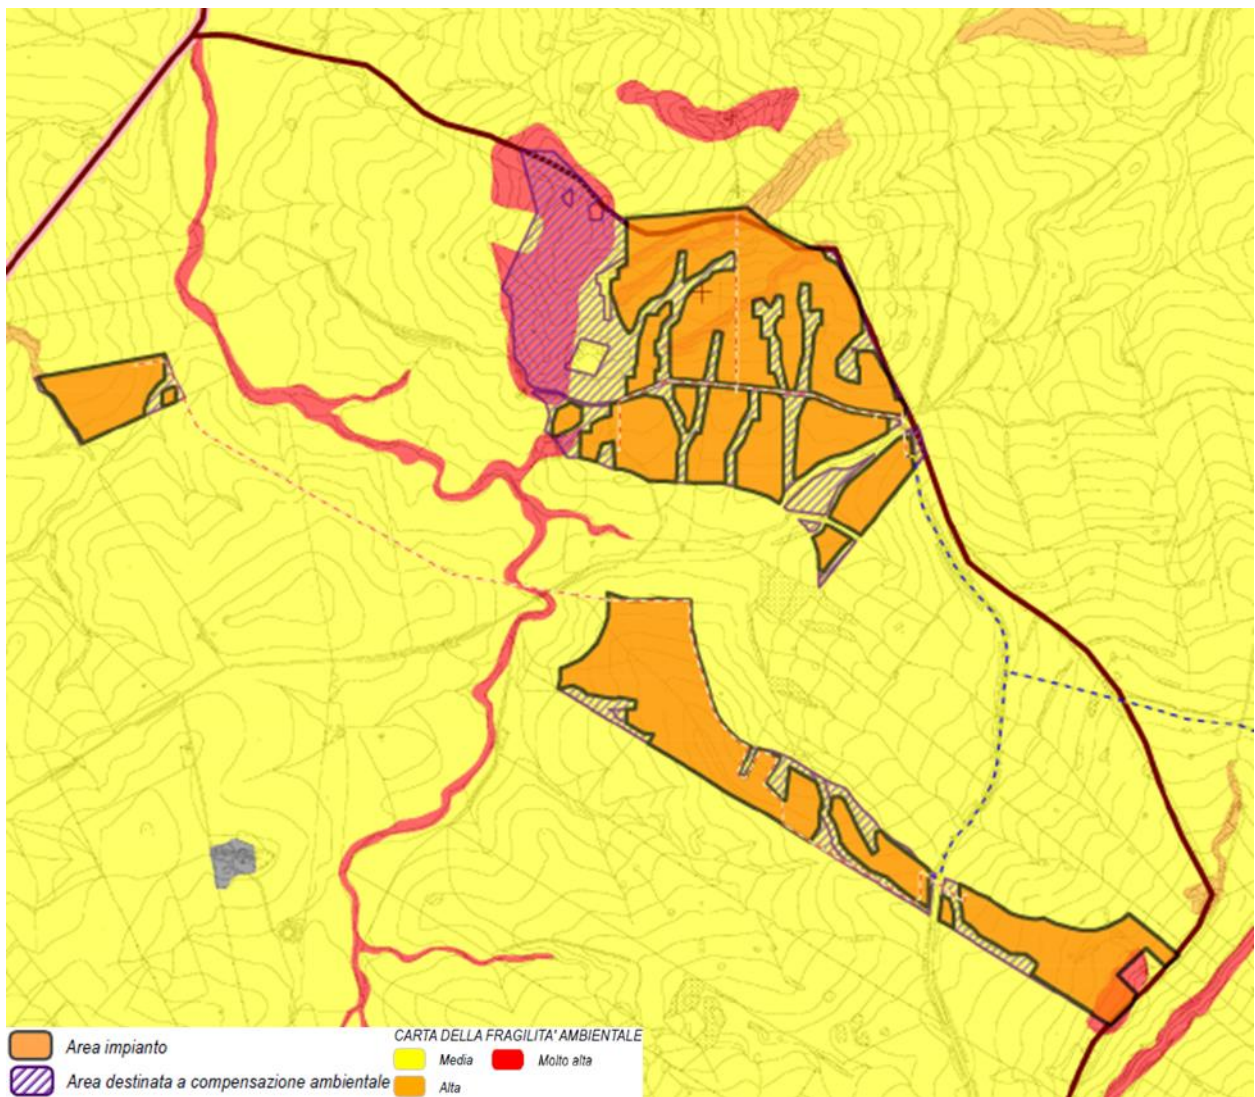 Area impianto
Area destinata a compensazione ambientale
CARTA DELLA FRAGILITA' AMBIENTALE
Media
Molto alta
Alta